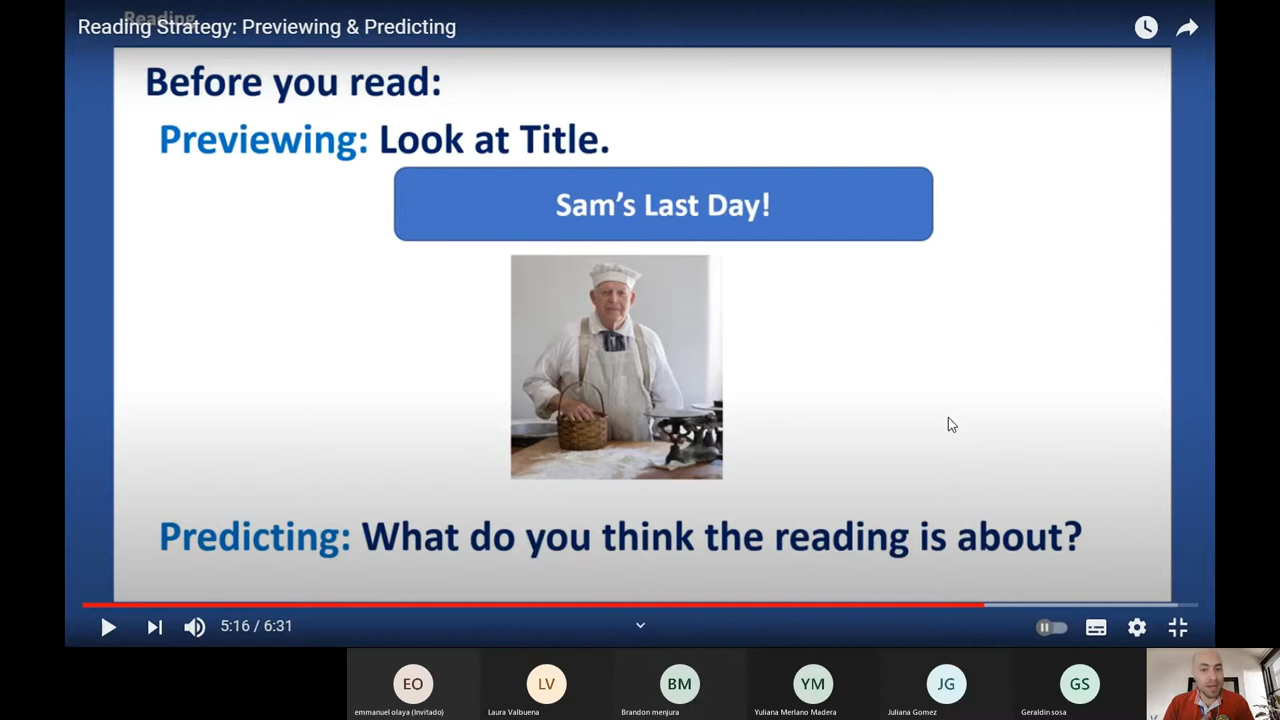 Reading
Reading Strategy: Previewing & Predicting
Before you read:
Previewing: Look at Title.
Sam's Last Day!
Predicting: What do you think the reading is about?
5:16 / 6:31
EO
LV
BM
YM
JG
GS
emmanuel olaya (Invitado)
Laura Valbuena
Brandon menjura
Yuliana Merlano Madera
Juliana Gomez
Geraldin sosa